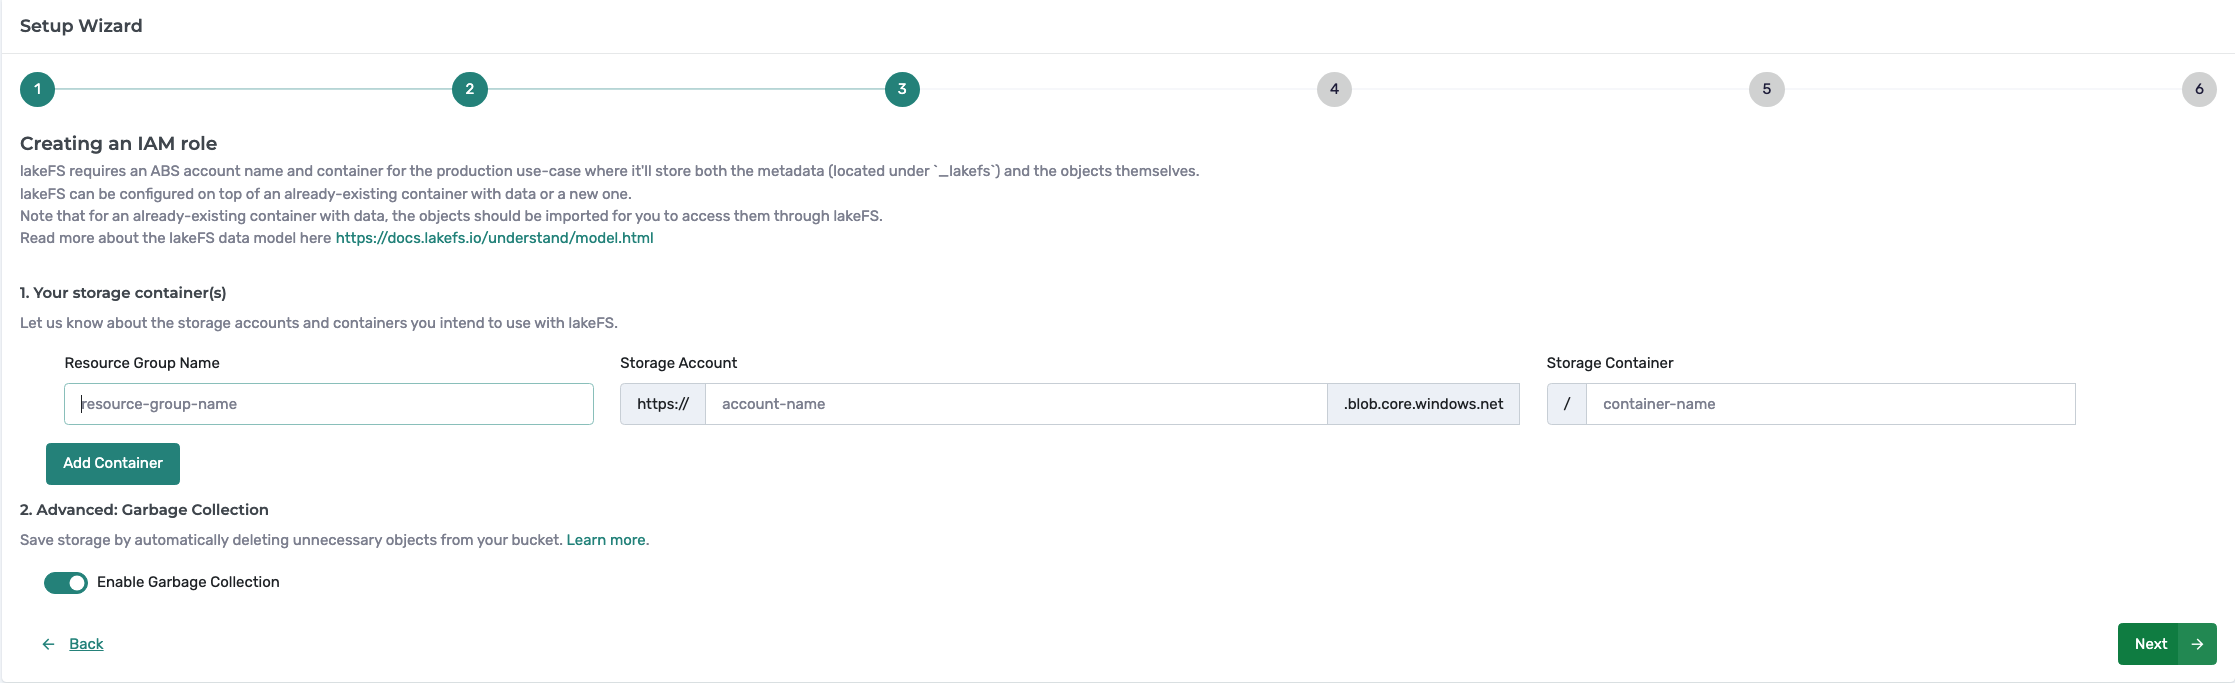 Setup Wizard
1 2 3 4 5 6
Creating an IAM role
lakeFS requires an ABS account name and container for the production use-case where it'll store both the metadata (located under `_lakefs`) and the objects themselves.
lakeFS can be configured on top of an already-existing container with data or a new one.
Note that for an already-existing container with data, the objects should be imported for you to access them through lakeFS.
Read more about the lakeFS data model here https://docs.lakefs.io/understand/model.html
1. Your storage container(s)
Let us know about the storage accounts and containers you intend to use with lakeFS.
Resource Group Name Storage Account Storage Container
resource-group-name https:// account-name .blob.core.windows.net / container-name
Add Container
2. Advanced: Garbage Collection
Save storage by automatically deleting unnecessary objects from your bucket. Learn more.
Enable Garbage Collection
← Back Next →